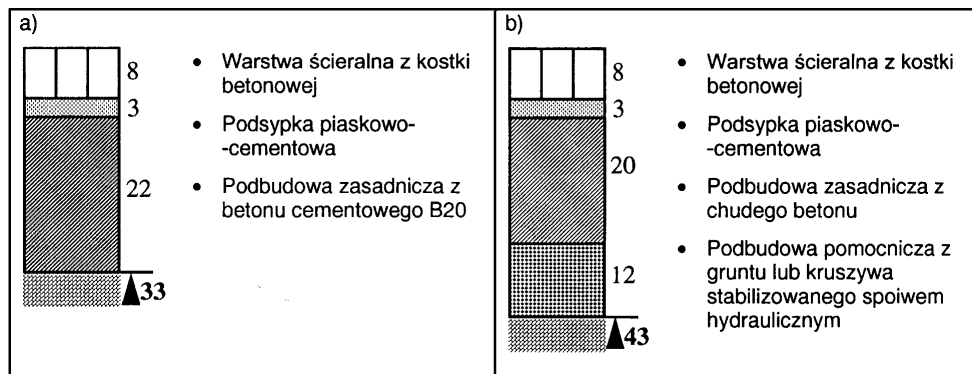 a)
8
3
22
33
• Warstwa ścieralna z kostki
betonowej
• Podsypka piaskowo-
-cementowa
• Podbudowa zasadnicza z
betonu cementowego B20
b)
8
3
20
12
43
• Warstwa ścieralna z kostki
betonowej
• Podsypka piaskowo-
-cementowa
• Podbudowa zasadnicza z
chudego betonu
• Podbudowa pomocnicza z
gruntu lub kruszywa
stabilizowanego spoiwem
hydraulicznym